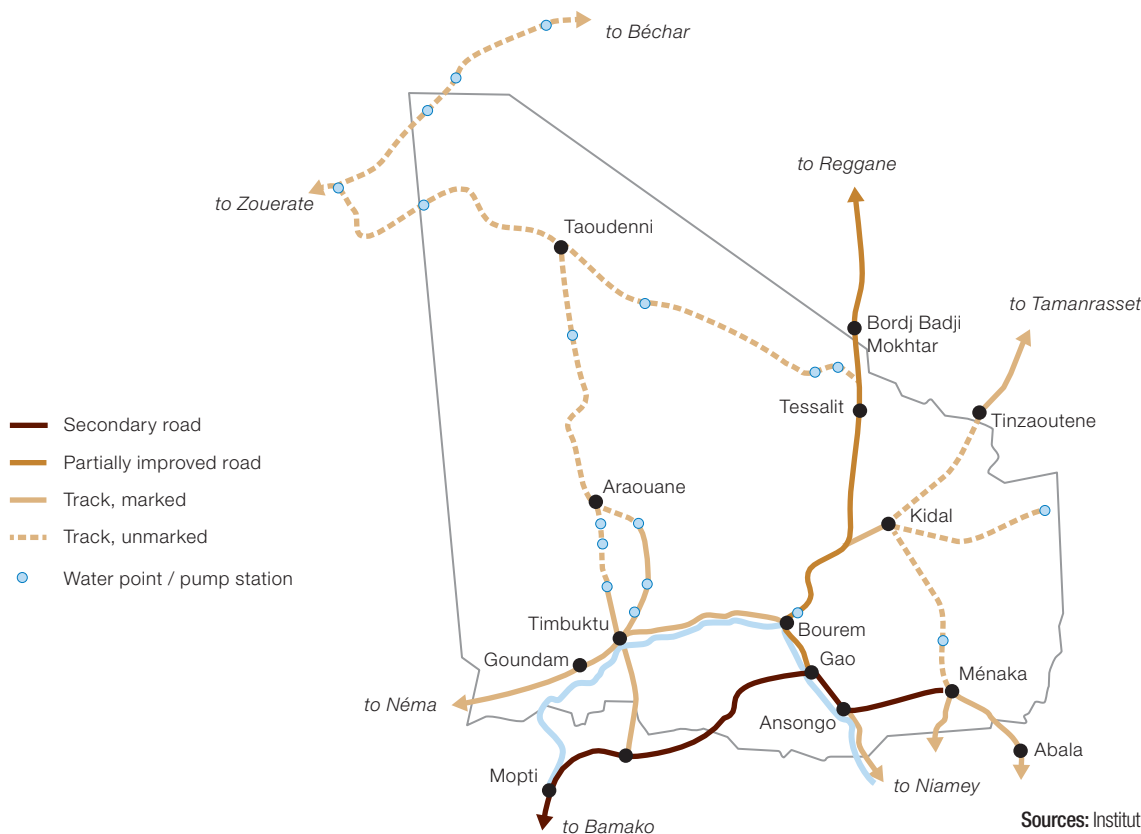 to Béchar
to Zouerate
to Reggane
Taoudenni
to Tamanrasset
Bordj Badji
Mokhtar
Tessalit
Tinzaoutene
Secondary road
Partially improved road
Track, marked
Track, unmarked
Water point / pump station
Araouane
Kidal
Timbuktu
Bourem
Goundam
Gao
Ménaka
to Néma
Ansongo
Abala
Mopti
to Niamey
to Bamako
Sources: Institut